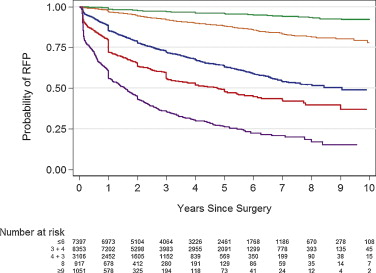 Probability of RFP
1.00
0.75
0.50
0.25
0.00
0 1 2 3 4 5 6 7 8 9 10
Years Since Surgery
Number at risk
≤6 7397 6973 5104 4064 3226 2461 1768 1186 670 278 108
3 + 4 8353 7202 5298 3983 2955 2091 1299 778 393 135 45
4 + 3 3106 2452 1605 1152 839 569 350 199 90 38 15
8 917 678 412 280 191 129 86 59 35 14 7
≥9 1051 576 325 194 118 73 41 24 12 4 2